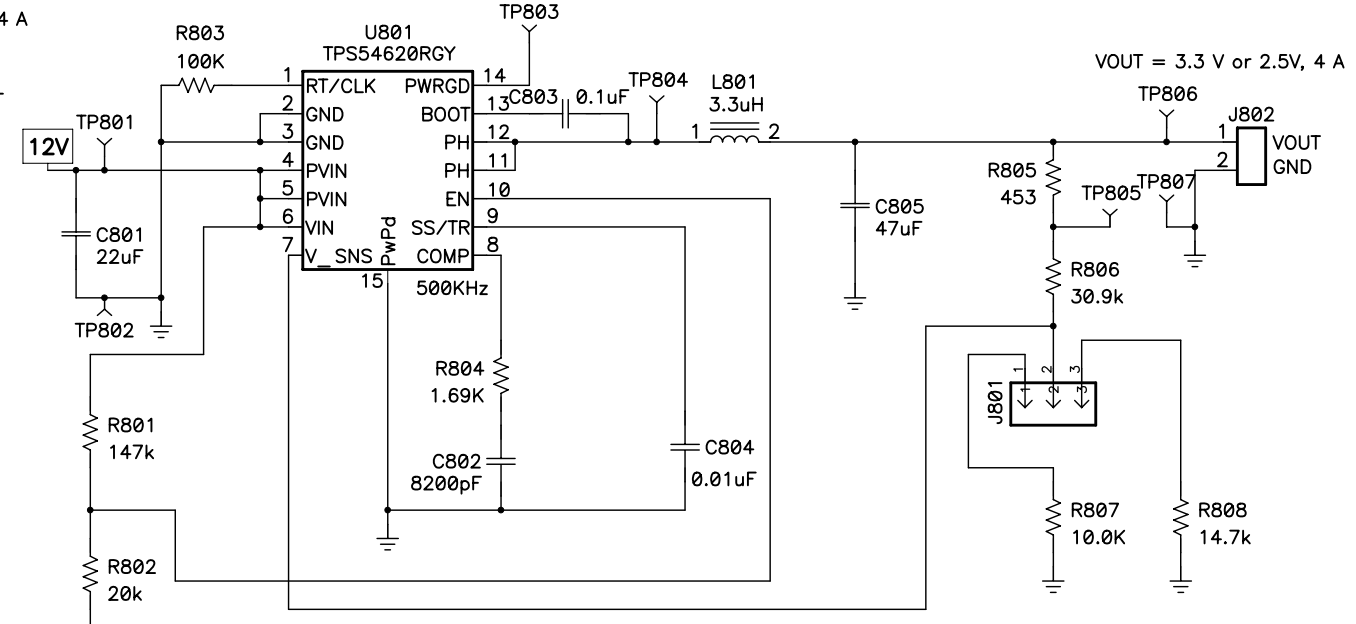 4 A
R803
100K
U801
TPS54620RGY
TP803
1
RT/CLK
PWRGD
14
2
GND
BOOT
13
C803
0.1uF
3
GND
PH
12
4
PVIN
PH
11
5
PVIN
EN
10
6
VIN
SS/TR
9
7
V_SNS
PwPd
COMP
8
15
500KHz
12V
TP801
C801
22uF
TP802
TP804
L801
3.3uH
1
2
VOUT = 3.3 V or 2.5V, 4 A
TP806
J802
1
VOUT
2
GND
R805
453
TP805
TP807
C805
47uF
R806
30.9k
J801
1
2
3
1
2
3
R804
1.69K
C802
8200pF
C804
0.01uF
R801
147k
R802
20k
R807
10.0K
R808
14.7k